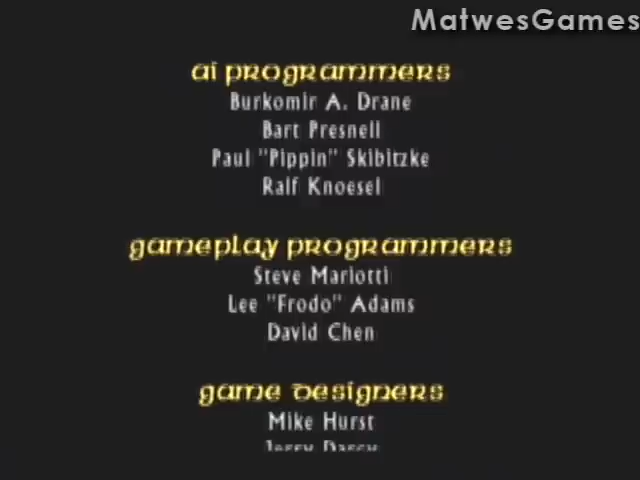 MatwesGames
AI PROGRAMMERS
Burkomir A. Drane
Bart Presnell
Paul "Pippin" Skibitzke
Ralf Knoesel
GAMEPLAY PROGRAMMERS
Steve Mariotti
Lee "Frodo" Adams
David Chen
GAME DESIGNERS
Mike Hurst